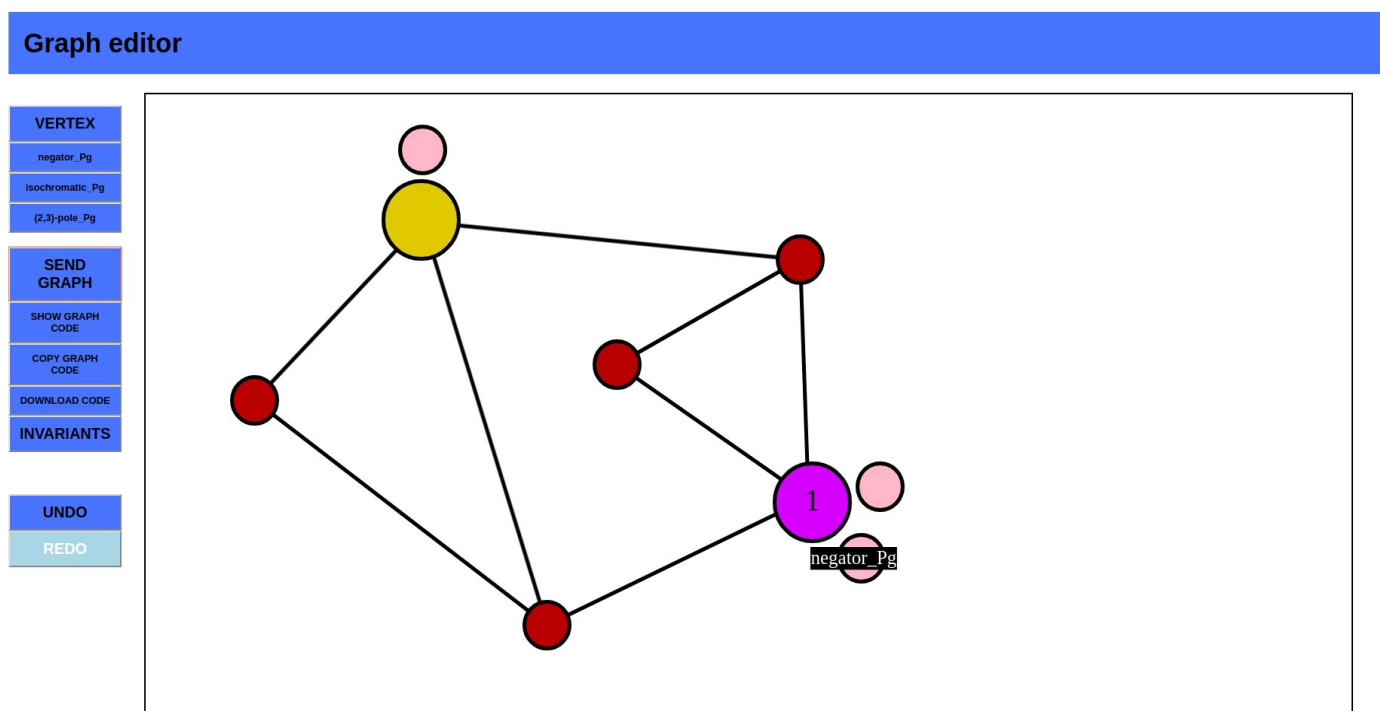 Graph editor
VERTEX
negator_Pg
isochromatic_Pg
(2,3)-pole_Pg
SEND
GRAPH
SHOW GRAPH
CODE
COPY GRAPH
CODE
DOWNLOAD CODE
INVARIANTS
UNDO
REDO
1
negator_Pg